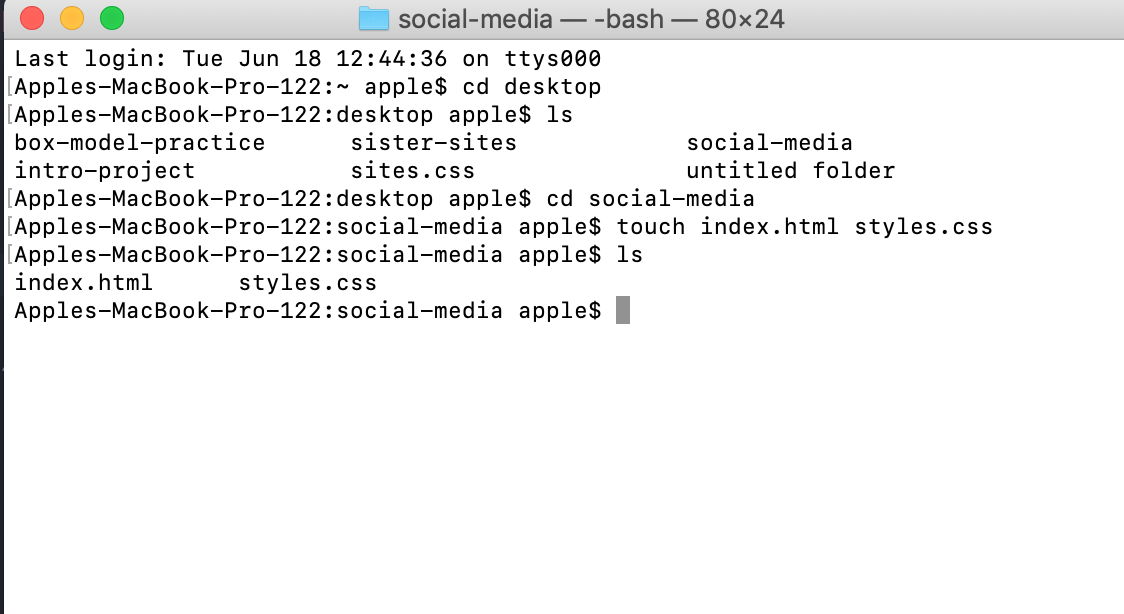 social-media — -bash — 80×24
Last login: Tue Jun 18 12:44:36 on ttys000
[Apples-MacBook-Pro-122:~ apple$ cd desktop
[Apples-MacBook-Pro-122:desktop apple$ ls
box-model-practice sister-sites social-media
intro-project sites.css untitled folder
[Apples-MacBook-Pro-122:desktop apple$ cd social-media
[Apples-MacBook-Pro-122:social-media apple$ touch index.html styles.css
[Apples-MacBook-Pro-122:social-media apple$ ls
index.html styles.css
Apples-MacBook-Pro-122:social-media apple$